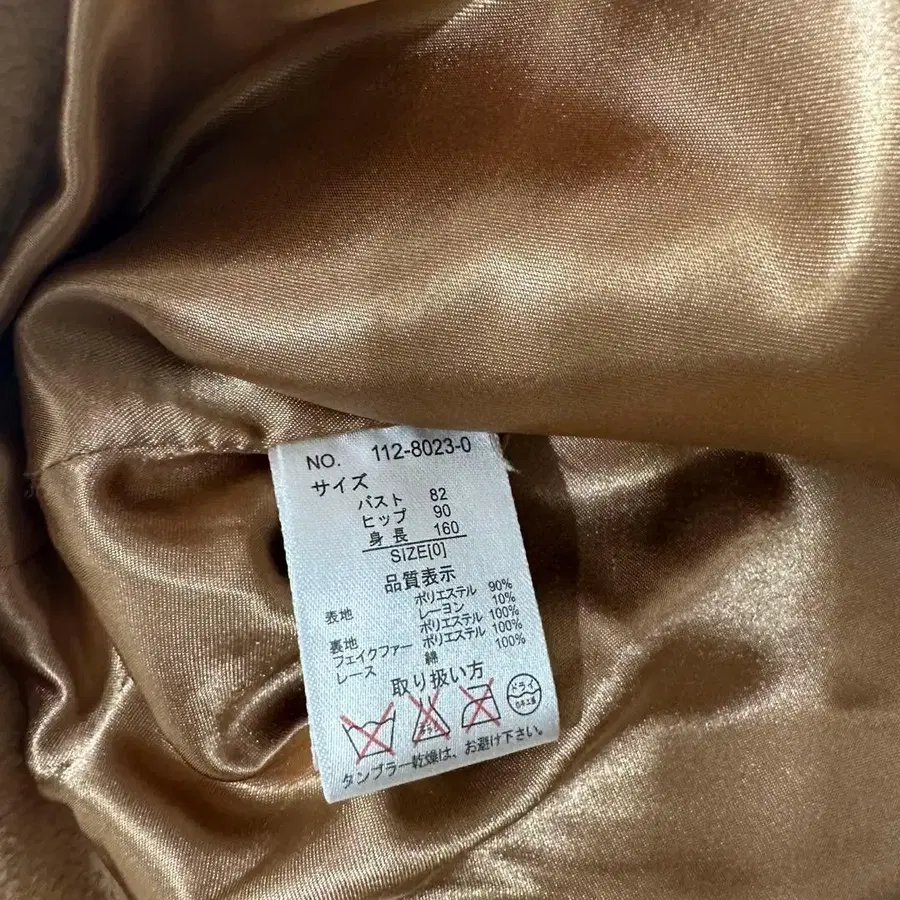 NO. 112-8023-0
サイズ
バスト 82
ヒップ 90
身長 160
SIZE[0]
品質表示
表地 ポリエステル 90%
レーヨン 10%
裏地 ポリエステル 100%
フェイクファー ポリエステル 100%
レース 綿 100%
取り扱い方
ドライ
タンブラー乾燥は、お避け下さい。